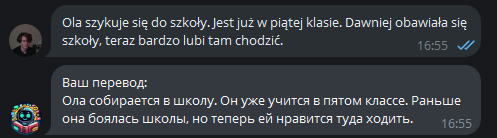 Ola szykuje się do szkoły. Jest już w piątej klasie. Dawniej obawiała się
szkoły, teraz bardzo lubi tam chodzić.
16:55
Ваш перевод:
Ола собирается в школу. Он уже учится в пятом классе. Раньше
она боялась школы, но теперь ей нравится туда ходить.
16:55